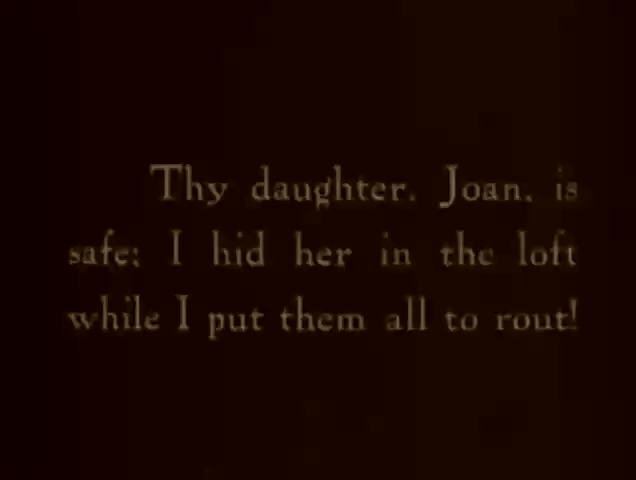 Thy daughter, Joan, is
safe; I hid her in the loft
while I put them all to rout!